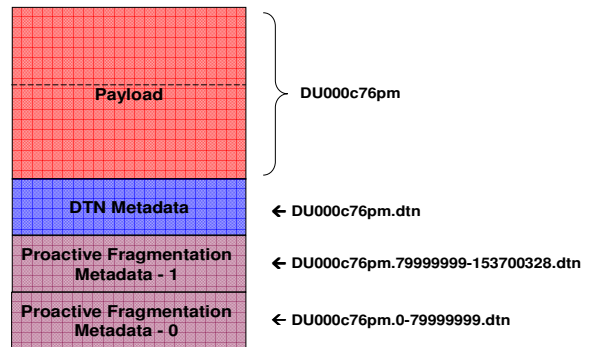 Payload
DU000c76pm
DTN Metadata
← DU000c76pm.dtn
Proactive Fragmentation
Metadata - 1
← DU000c76pm.79999999-153700328.dtn
Proactive Fragmentation
Metadata - 0
← DU000c76pm.0-79999999.dtn